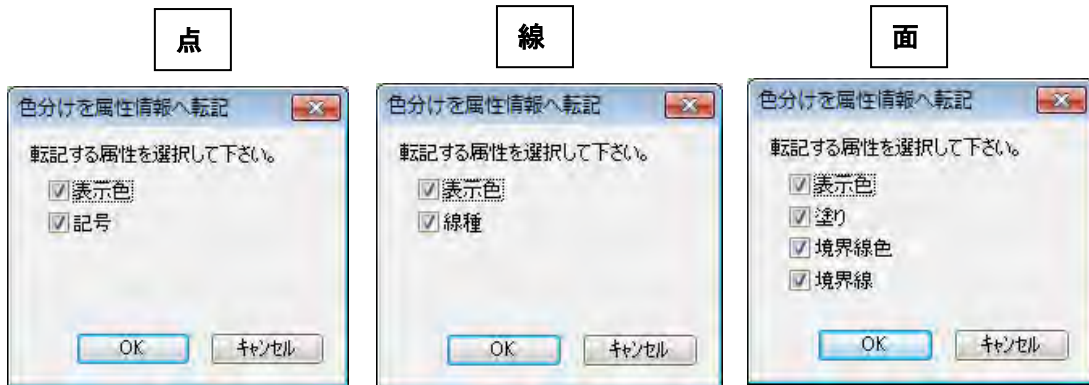 点
色分けを属性情報へ転記
転記する属性を選択して下さい。
表示色
記号
OK
キャンセル
線
色分けを属性情報へ転記
転記する属性を選択して下さい。
表示色
線種
OK
キャンセル
面
色分けを属性情報へ転記
転記する属性を選択して下さい。
表示色
塗り
境界線色
境界線
OK
キャンセル